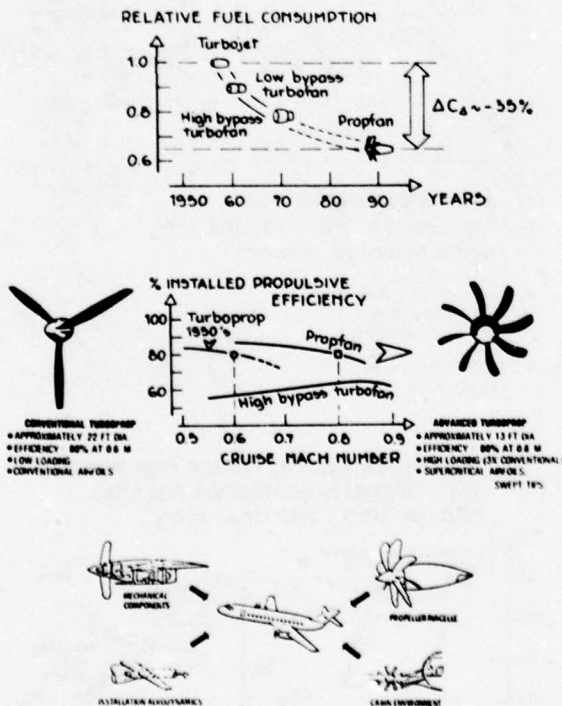 RELATIVE FUEL CONSUMPTION
Turbojet
1.0
Low bypass
turbofan
0.8
High bypass
turbofan
Propfan
ΔC₄ ~ -35%
0.6
1950 60 70 80 90 YEARS
% INSTALLED PROPULSIVE
EFFICIENCY
100
Turboprop
1950's
Propfan
80
60
High bypass turbofan
0.5 0.6 0.7 0.8 0.9
CRUISE MACH NUMBER
CONVENTIONAL TURBOPROP
• APPROXIMATELY 22 FT DIA
• EFFICIENCY 80% AT 0.6 M
• LOW LOADING
• CONVENTIONAL AIRFOILS
ADVANCED TURBOPROP
• APPROXIMATELY 13 FT DIA
• EFFICIENCY 80% AT 0.8 M
• HIGH LOADING (3X CONVENTIONAL)
• SUPERCRITICAL AIRFOILS
SWEPT TIPS
MECHANICAL
COMPONENTS
PROPELLER/NACELLE
INSTALLATION AERODYNAMICS
CABIN ENVIRONMENT